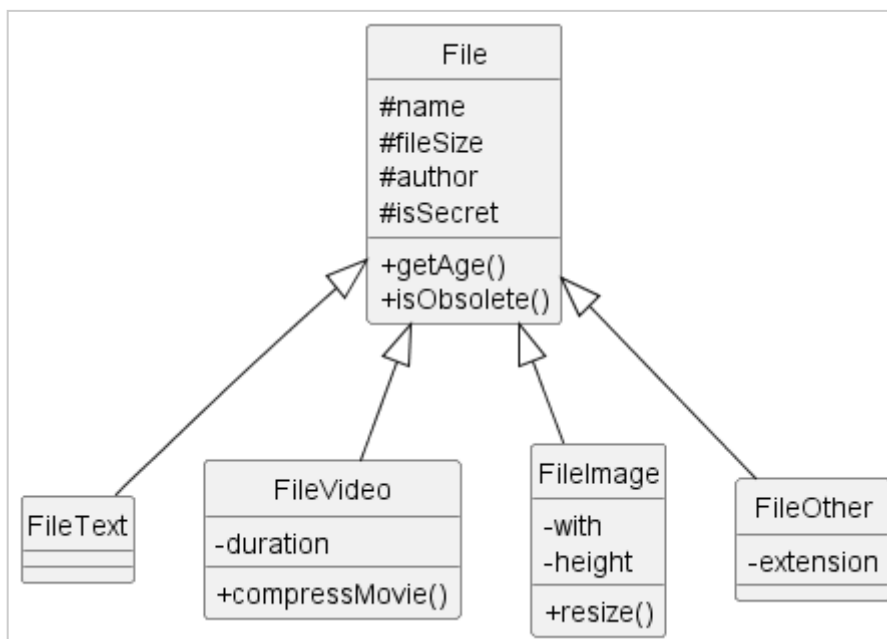 File
#name
#fileSize
#author
#isSecret
+getAge()
+isObsolete()
FileText
FileVideo
-duration
+compressMovie()
FileImage
-with
-height
+resize()
FileOther
-extension